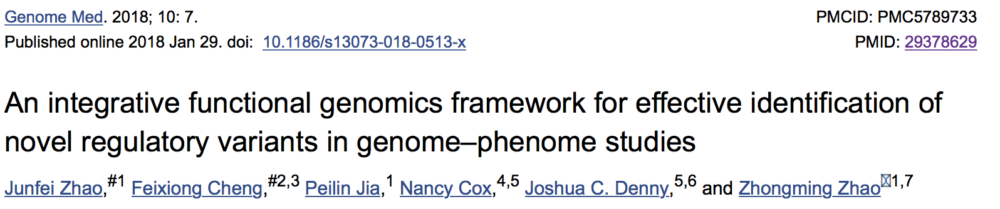 Genome Med. 2018; 10: 7. PMCID: PMC5789733
Published online 2018 Jan 29. doi: 10.1186/s13073-018-0513-x PMID: 29378629
An integrative functional genomics framework for effective identification of
novel regulatory variants in genome–phenome studies
Junfei Zhao,#1 Feixiong Cheng,#2,3 Peilin Jia,1 Nancy Cox,4,5 Joshua C. Denny,5,6 and Zhongming Zhao1,7